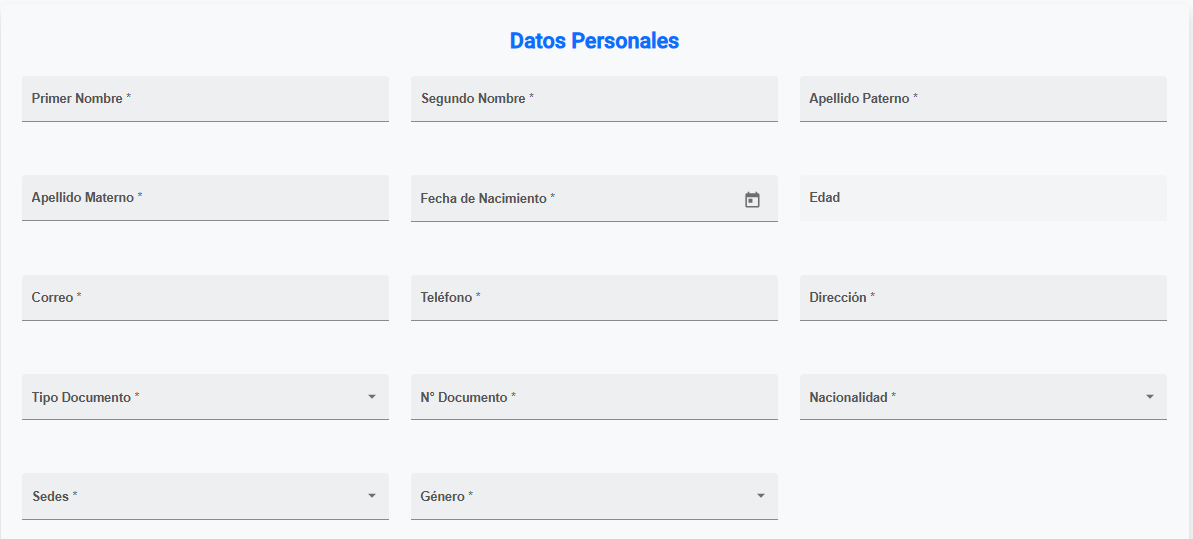 Datos Personales
Primer Nombre *
Segundo Nombre *
Apellido Paterno *
Apellido Materno *
Fecha de Nacimiento *
Edad
Correo *
Teléfono *
Dirección *
Tipo Documento *
N° Documento *
Nacionalidad *
Sedes *
Género *